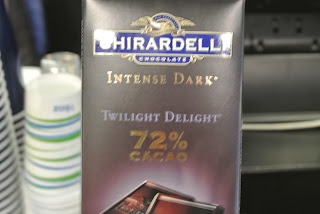 GHIRARDELLI
CHOCOLATE
INTENSE DARK
TWILIGHT DELIGHT
72%
CACAO